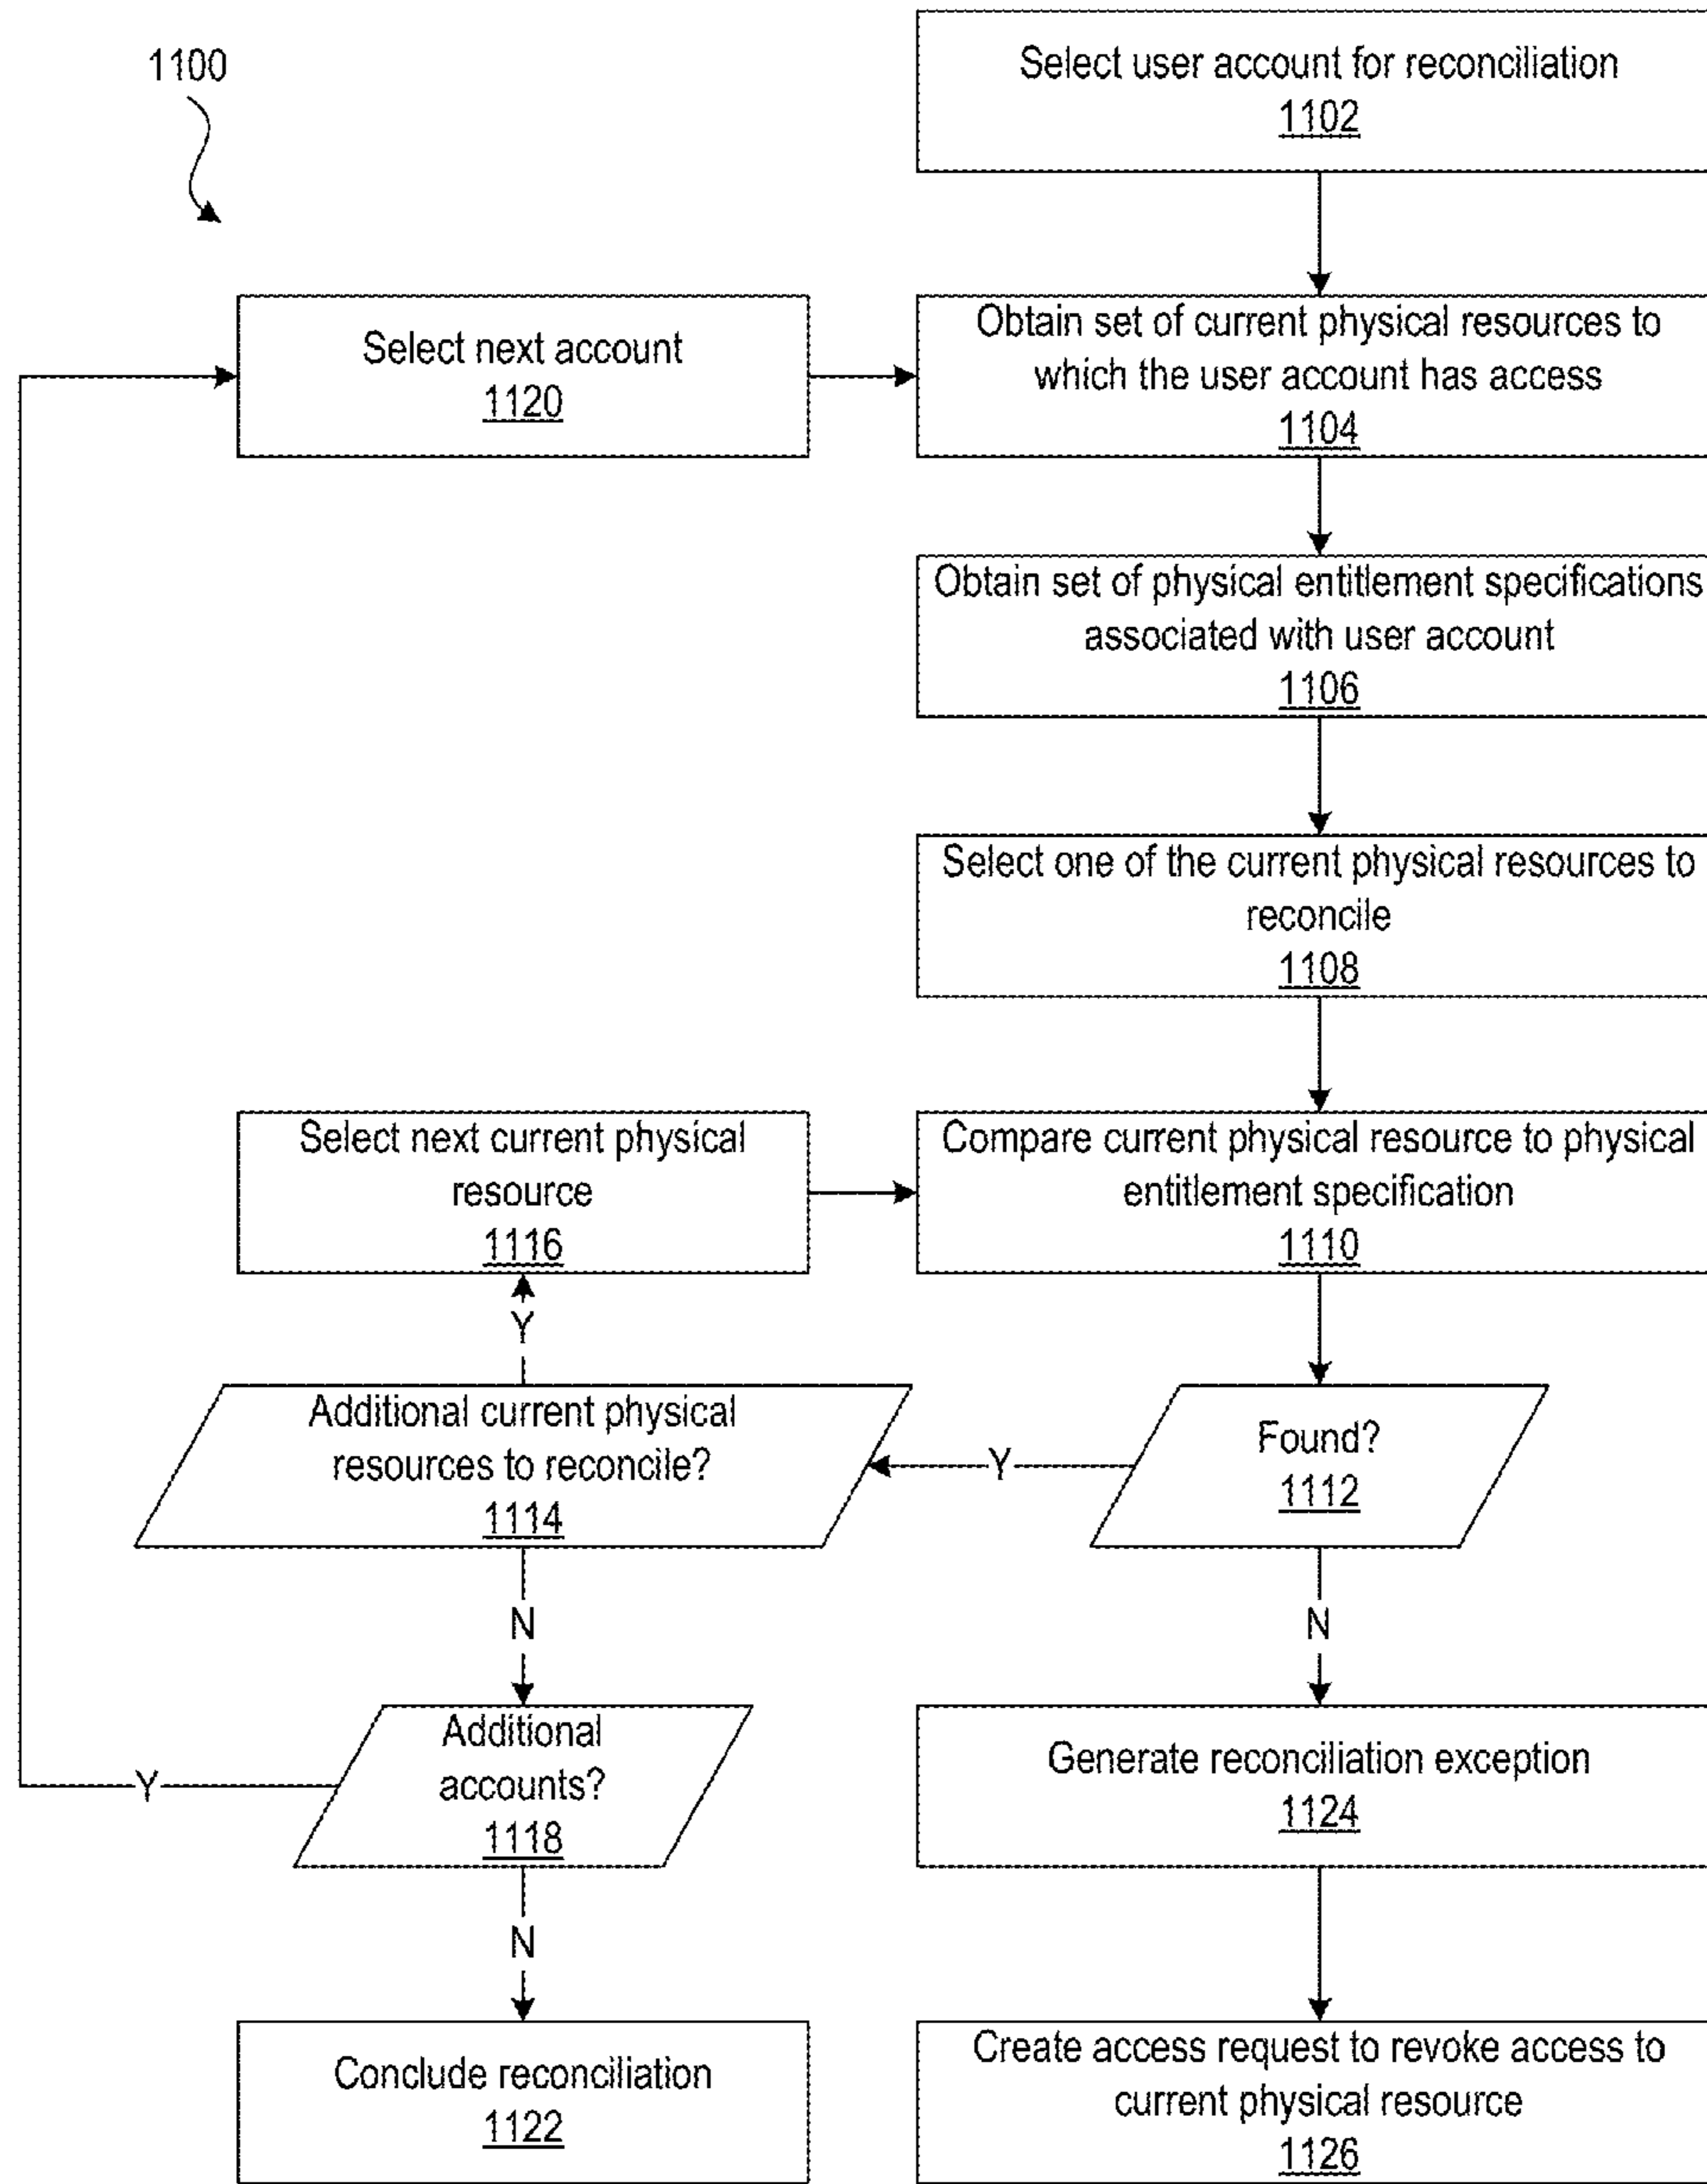 1100
Select user account for reconciliation
1102
Select next account
1120
Obtain set of current physical resources to
which the user account has access
1104
Obtain set of physical entitlement specifications
associated with user account
1106
Select one of the current physical resources to
reconcile
1108
Select next current physical
resource
1116
Compare current physical resource to physical
entitlement specification
1110
Y
Additional current physical
resources to reconcile?
1114
Y
Found?
1112
N
N
Additional
accounts?
1118
Y
Generate reconciliation exception
1124
N
Conclude reconciliation
1122
Create access request to revoke access to
current physical resource
1126